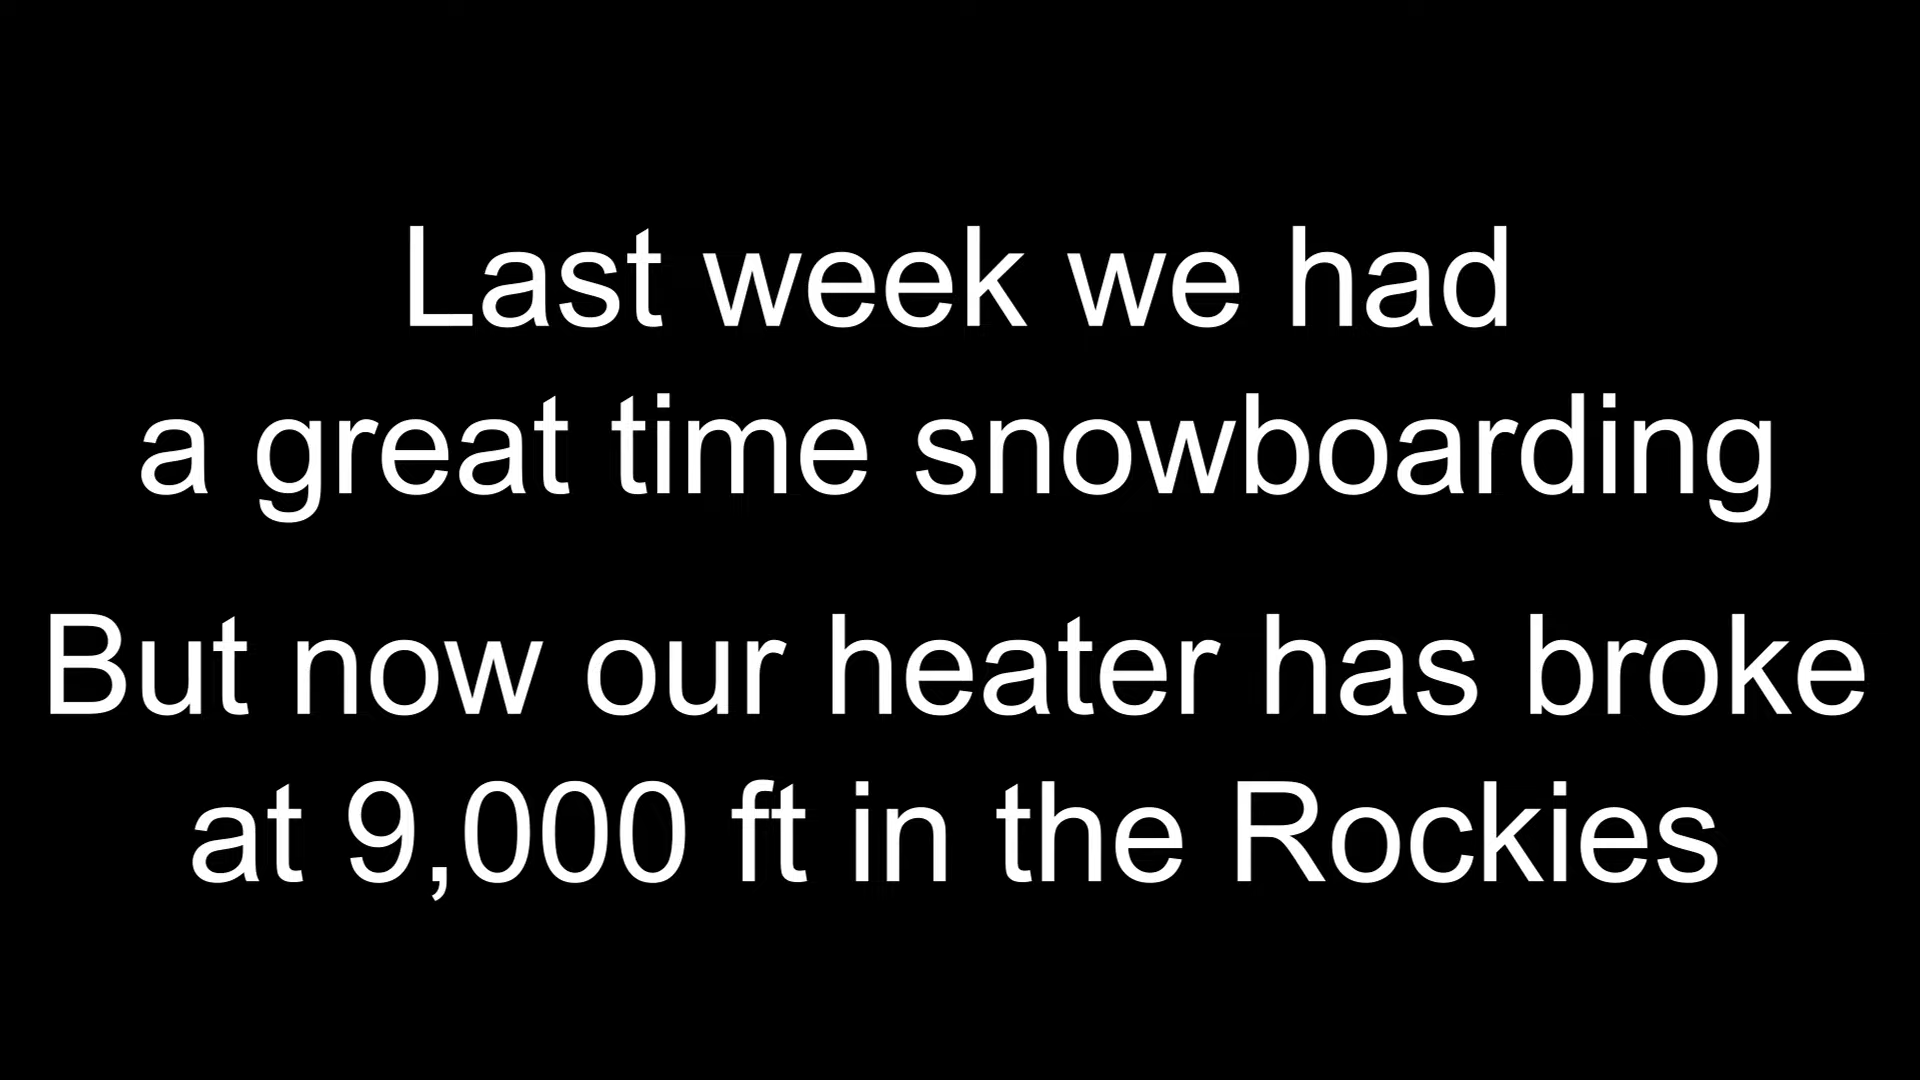 Last week we had
a great time snowboarding
But now our heater has broke
at 9,000 ft in the Rockies